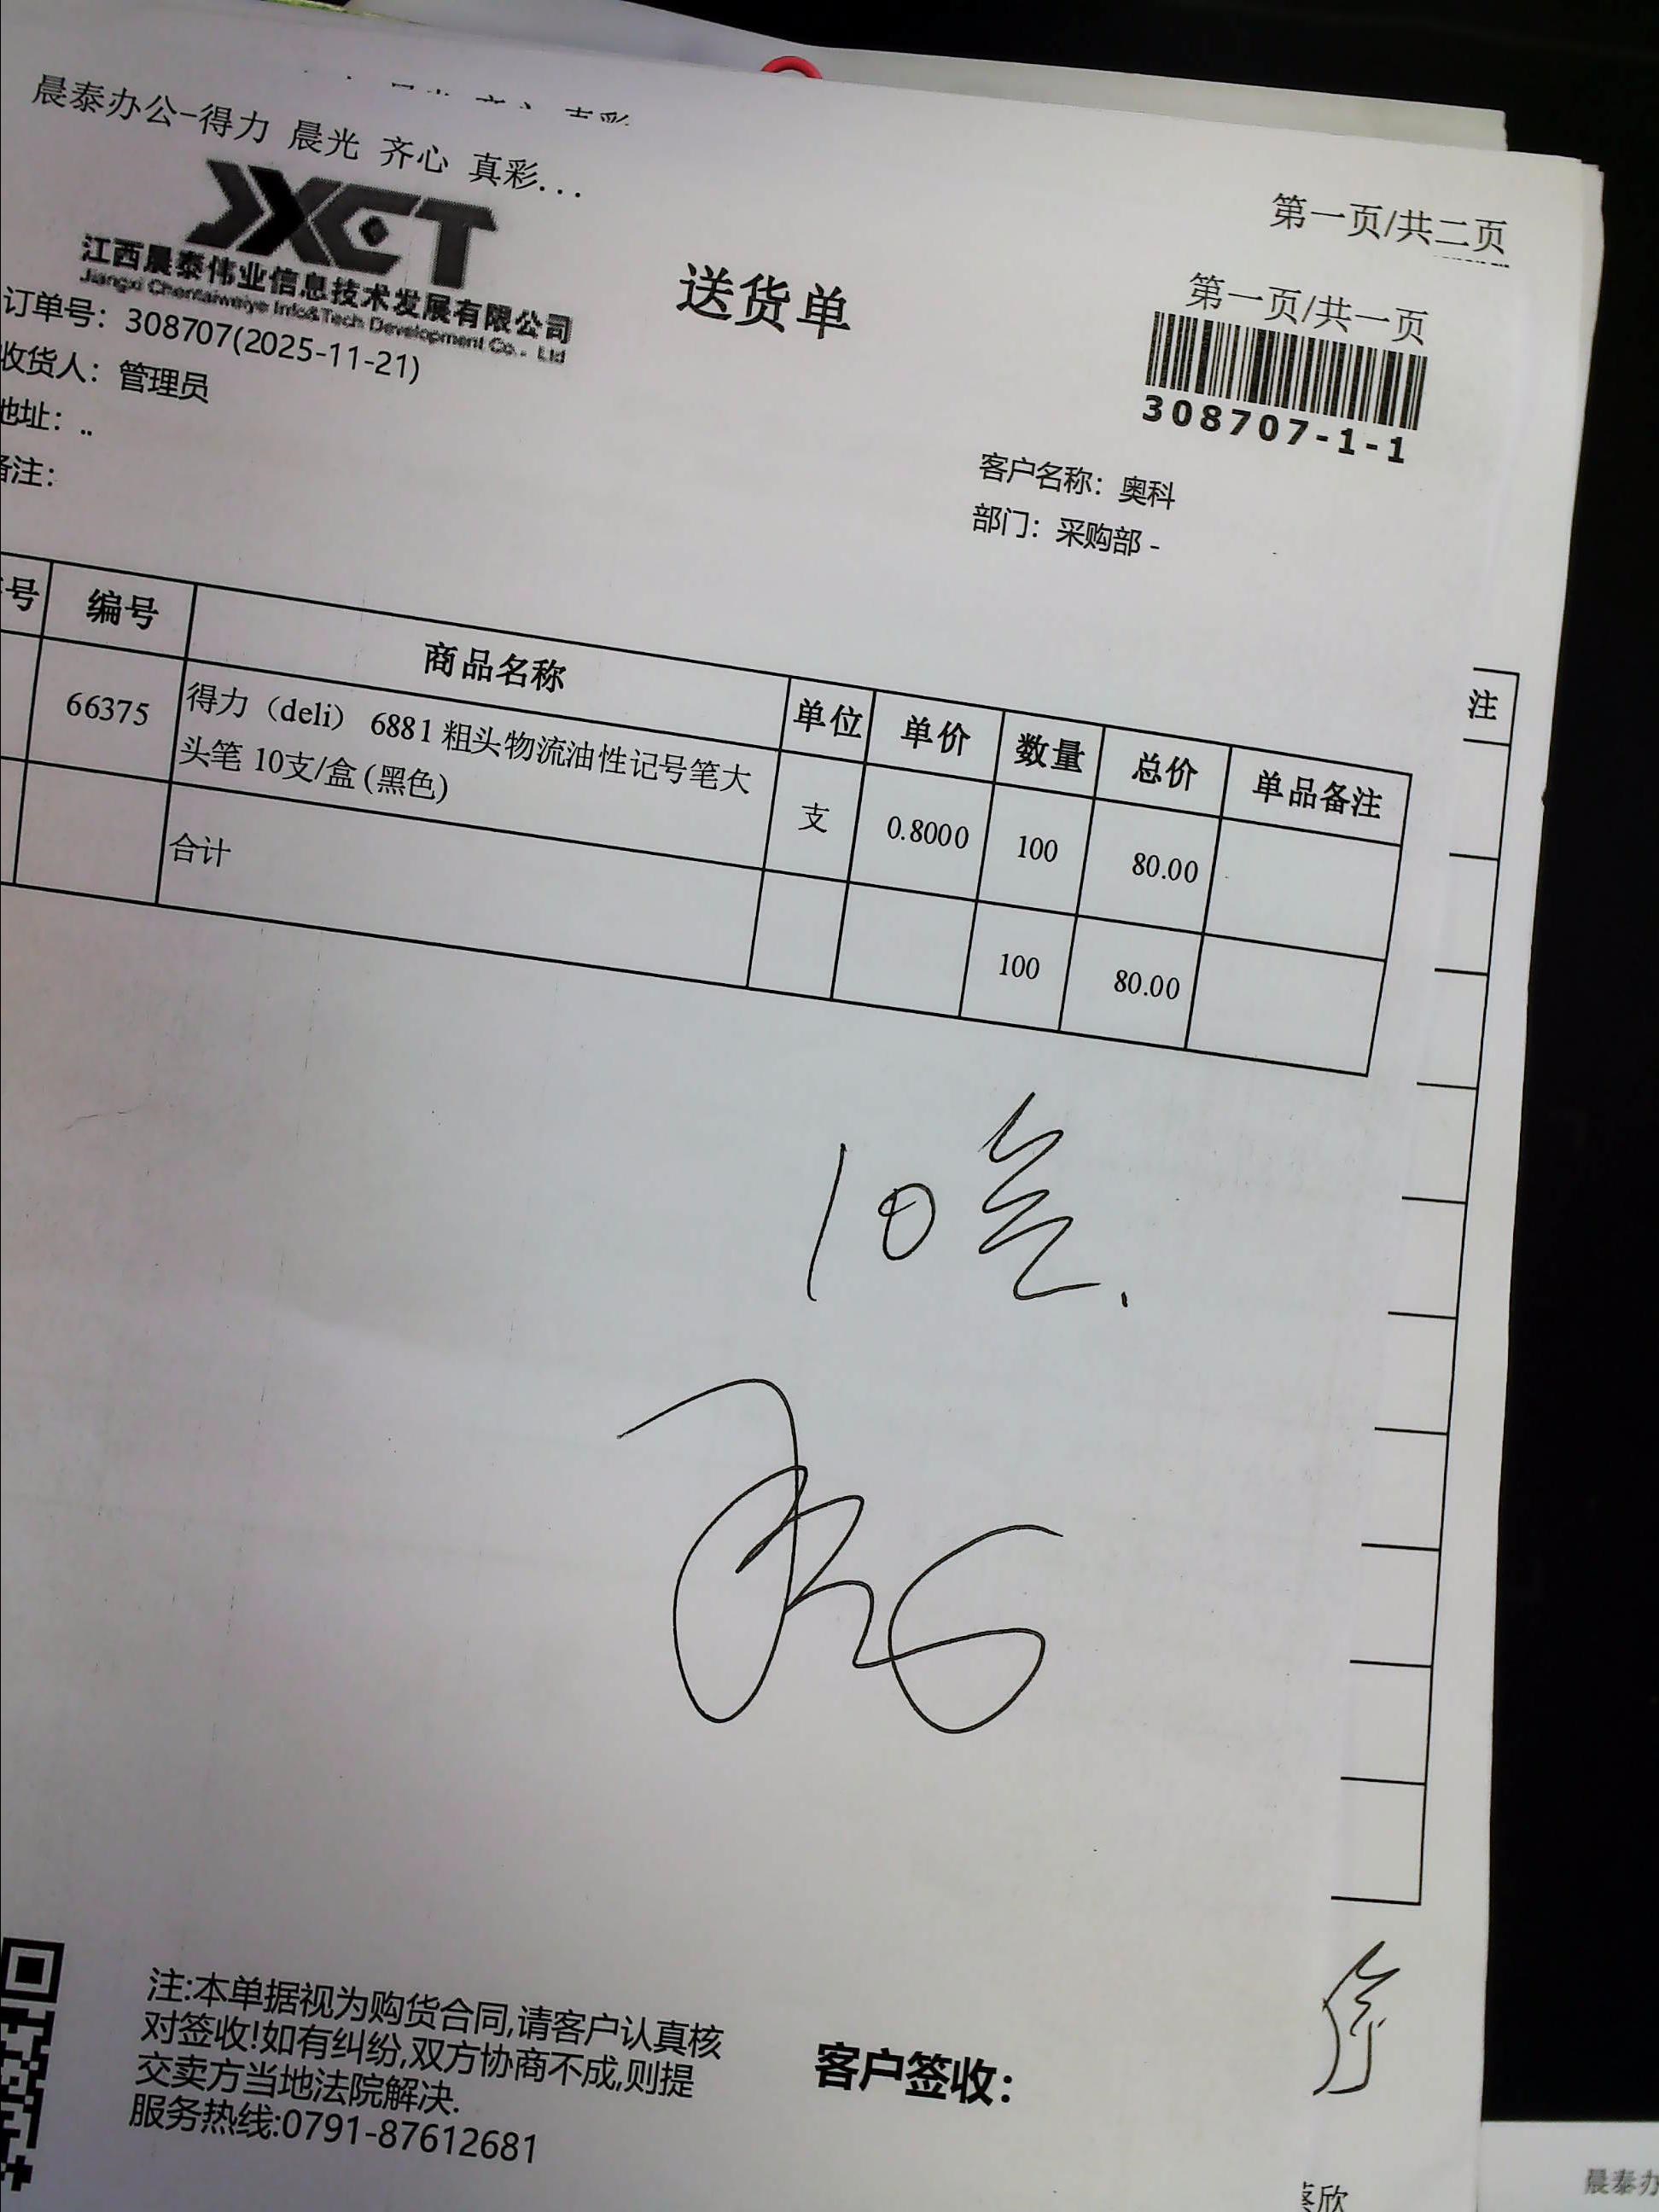 晨泰办公-得力 晨光 齐心 真彩...
第一页/共二页
XCT
江西晨泰伟业信息技术发展有限公司
Jiangxi Chentaiweiye Info&Tech Development Co., Ltd
送货单
第一页/共一页
308707-1-1
订单号：308707(2025-11-21)
收货人：管理员
地址：..
备注：
客户名称：奥科
部门：采购部 -
号 编号 商品名称 单位 单价 数量 总价 单品备注
注
66375 得力（deli） 6881 粗头物流油性记号笔大
头笔 10支/盒 (黑色)
支 0.8000 100 80.00
合计 100 80.00
10盒.
注:本单据视为购货合同,请客户认真核
对签收!如有纠纷,双方协商不成,则提
交卖方当地法院解决.
服务热线:0791-87612681
客户签收：
晨泰办